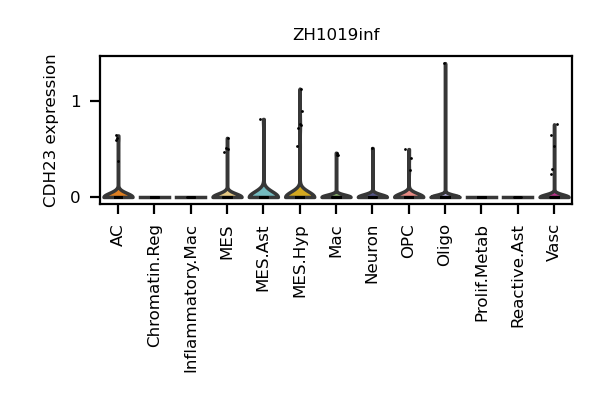 ZH1019inf
CDH23 expression
1
0
AC
Chromatin.Reg
Inflammatory.Mac
MES
MES.Ast
MES.Hyp
Mac
Neuron
OPC
Oligo
Prolif.Metab
Reactive.Ast
Vasc